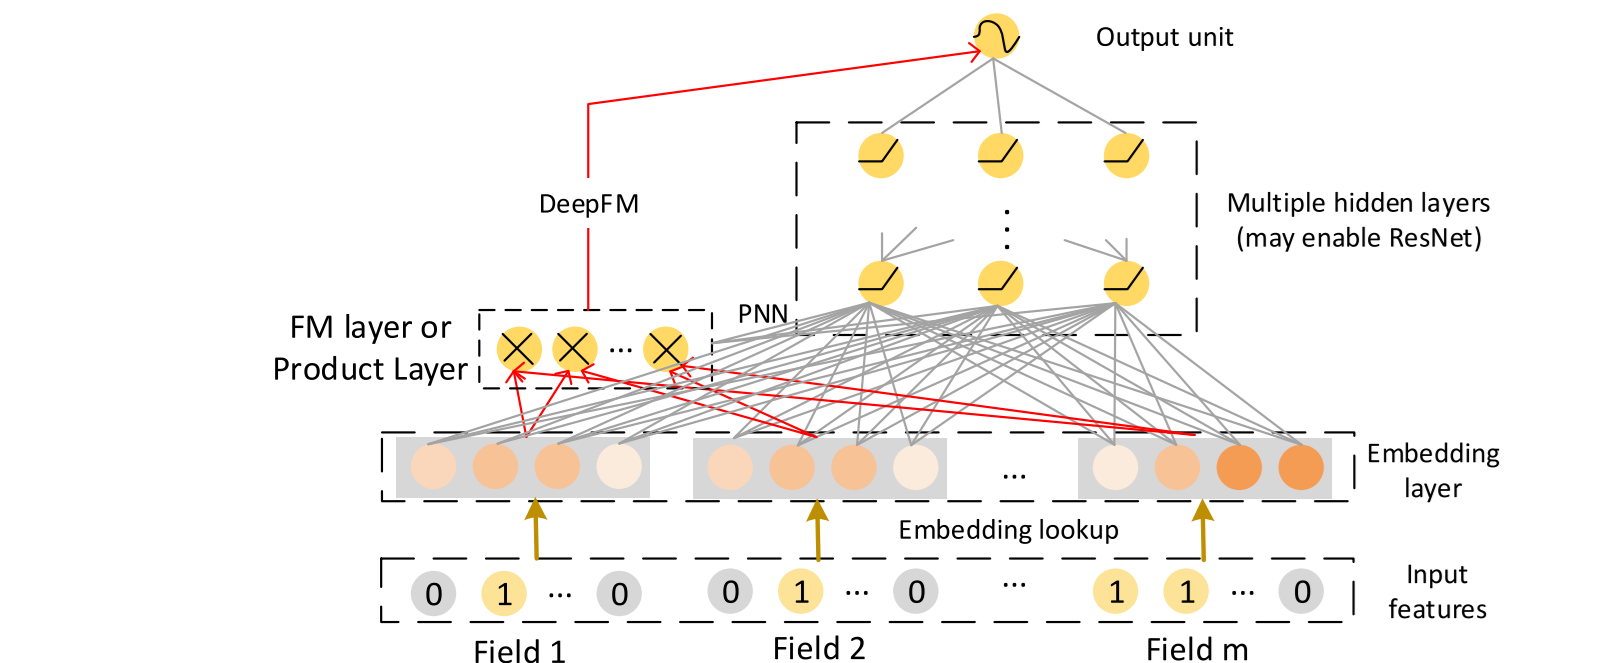 Output unit
DeepFM
Multiple hidden layers
(may enable ResNet)
PNN
FM layer or
Product Layer
...
Embedding
layer
...
Embedding lookup
0 1 ... 0 0 1 ... 0 ... 1 1 ... 0
Input
features
Field 1 Field 2 Field m